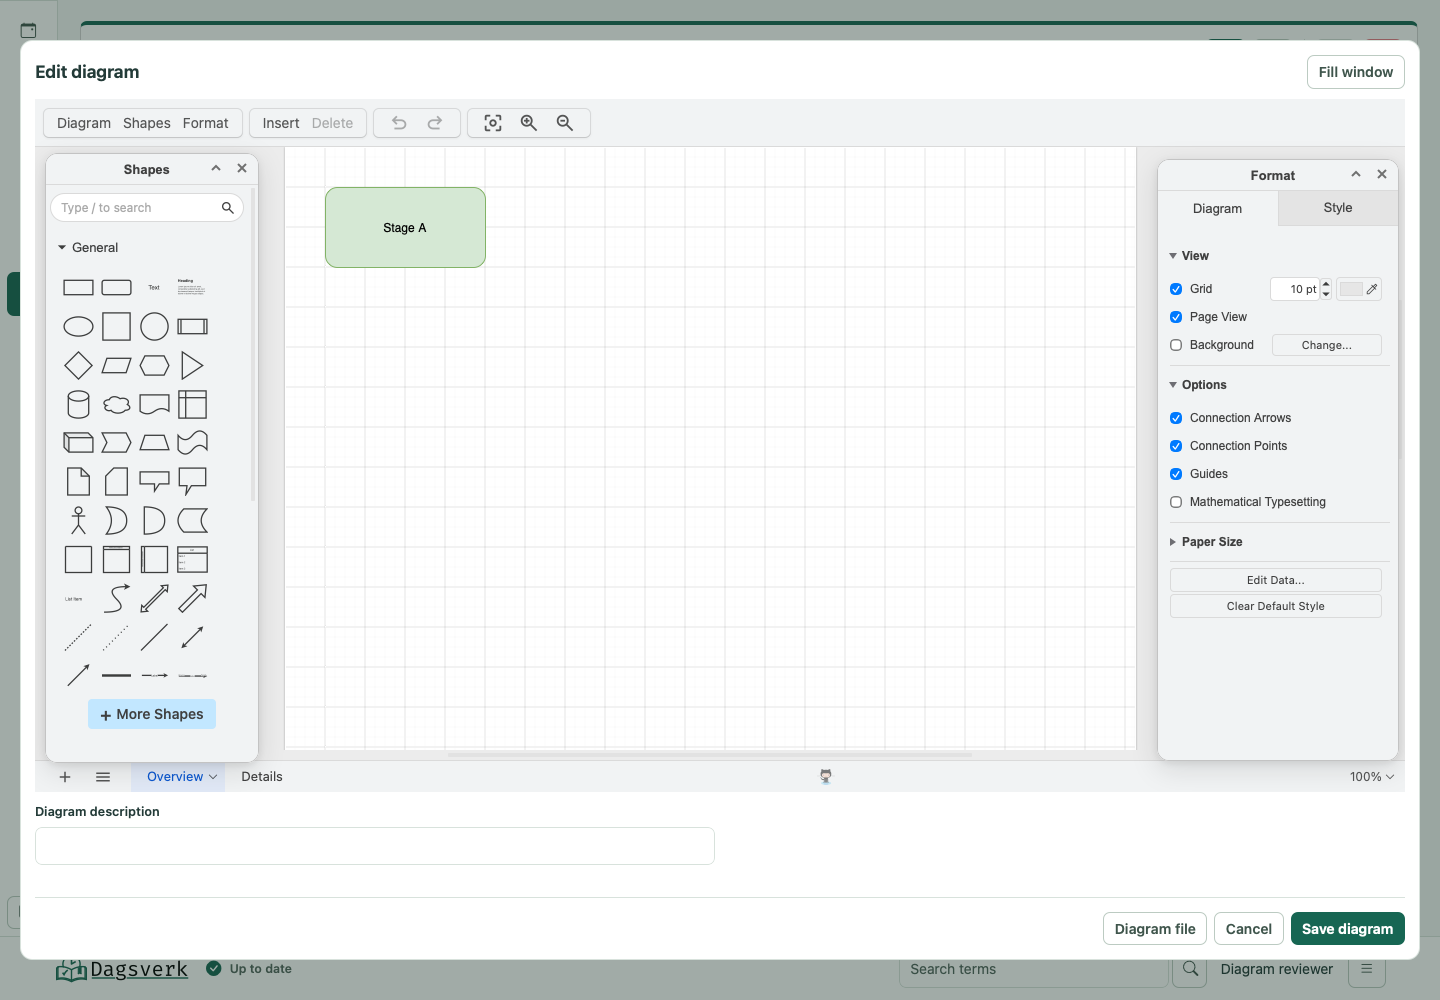 Edit diagram
Fill window
Diagram Shapes Format Insert Delete
Shapes
Type / to search
General
Text
Heading
List Item
+ More Shapes
Stage A
Format
Diagram Style
View
Grid 10 pt
Page View
Background Change...
Options
Connection Arrows
Connection Points
Guides
Mathematical Typesetting
Paper Size
Edit Data...
Clear Default Style
Overview Details 100%
Diagram description
Diagram file Cancel Save diagram
Dagsverk Up to date Search terms Diagram reviewer